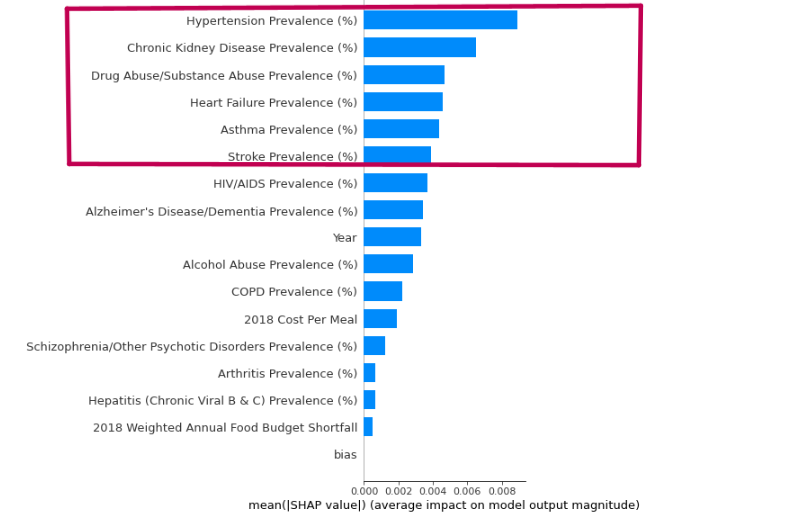 Hypertension Prevalence (%)
Chronic Kidney Disease Prevalence (%)
Drug Abuse/Substance Abuse Prevalence (%)
Heart Failure Prevalence (%)
Asthma Prevalence (%)
Stroke Prevalence (%)
HIV/AIDS Prevalence (%)
Alzheimer's Disease/Dementia Prevalence (%)
Year
Alcohol Abuse Prevalence (%)
COPD Prevalence (%)
2018 Cost Per Meal
Schizophrenia/Other Psychotic Disorders Prevalence (%)
Arthritis Prevalence (%)
Hepatitis (Chronic Viral B & C) Prevalence (%)
2018 Weighted Annual Food Budget Shortfall
bias
0.000 0.002 0.004 0.006 0.008
mean(|SHAP value|) (average impact on model output magnitude)